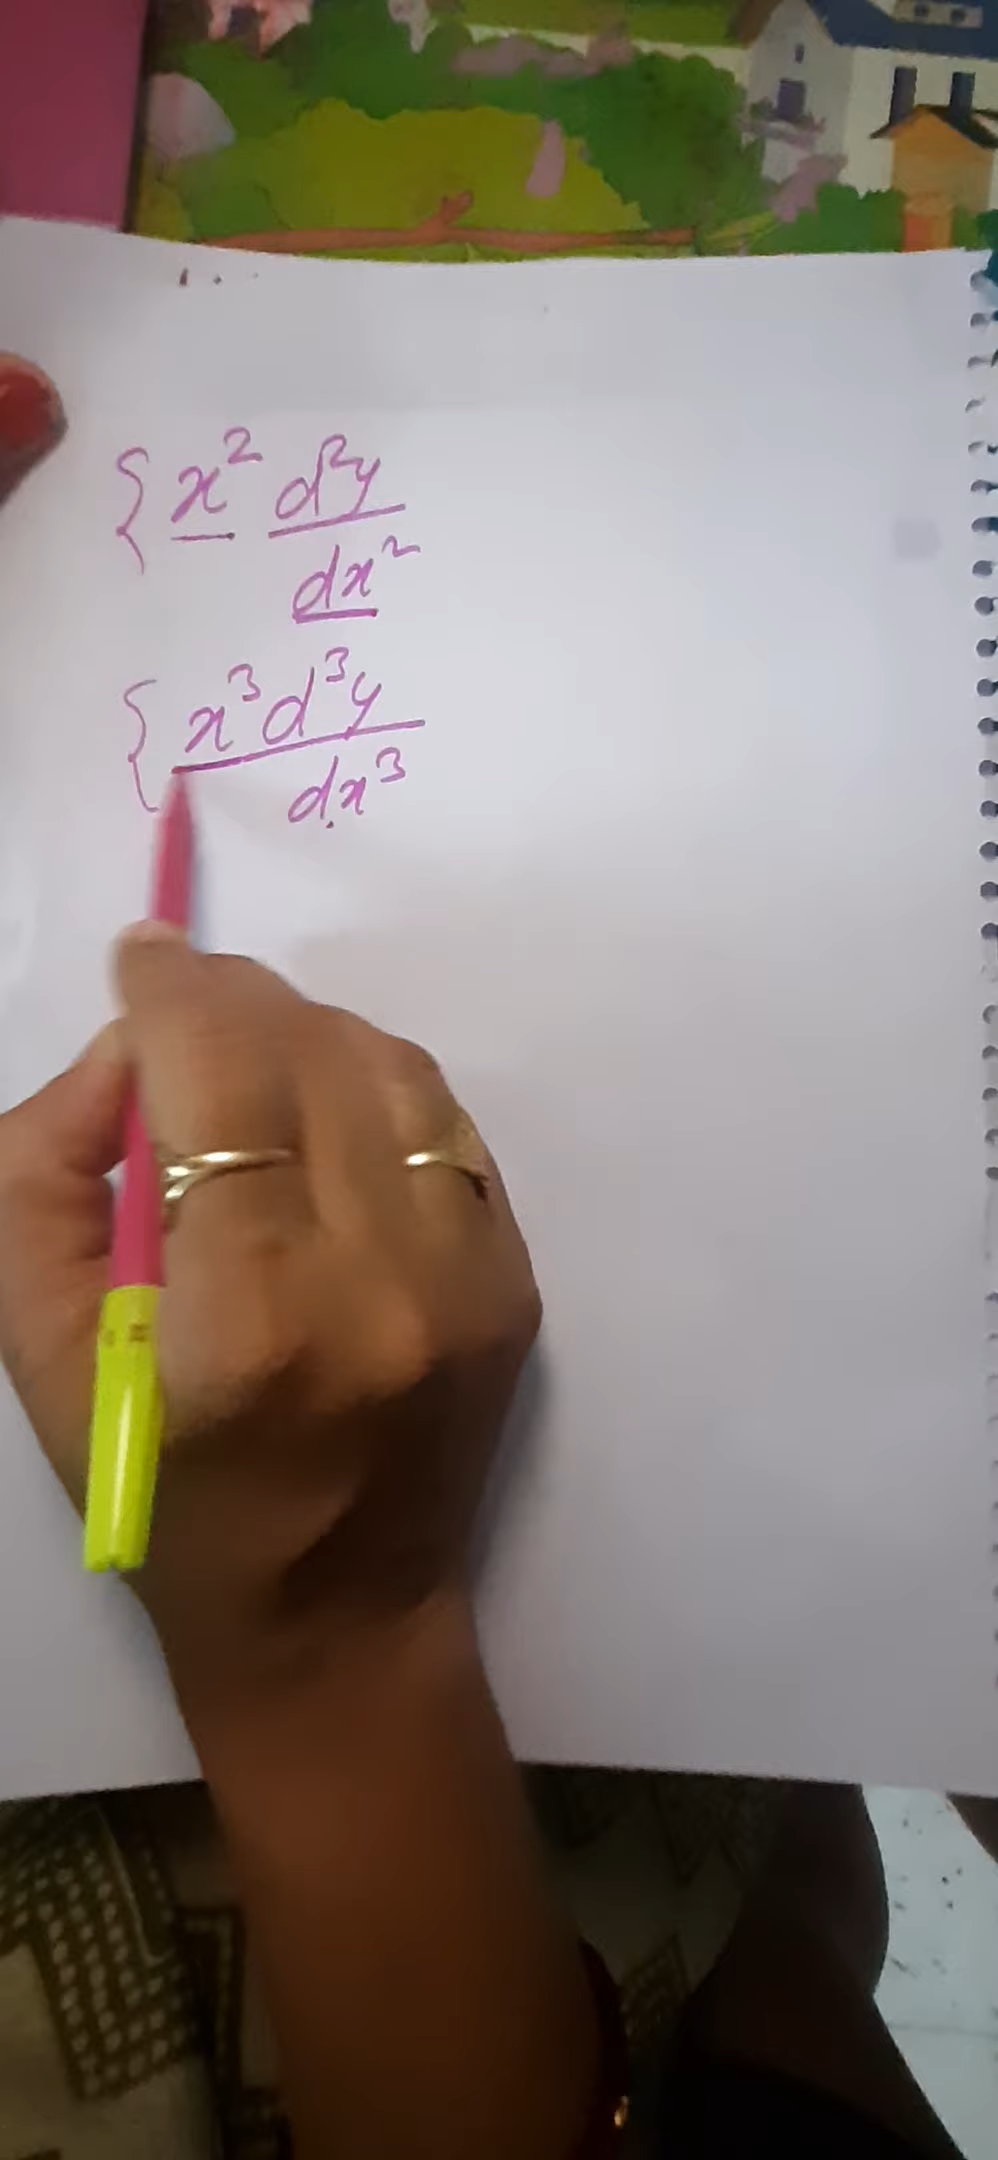 { x² d²y
dx²
{ x³ d³y
dx³